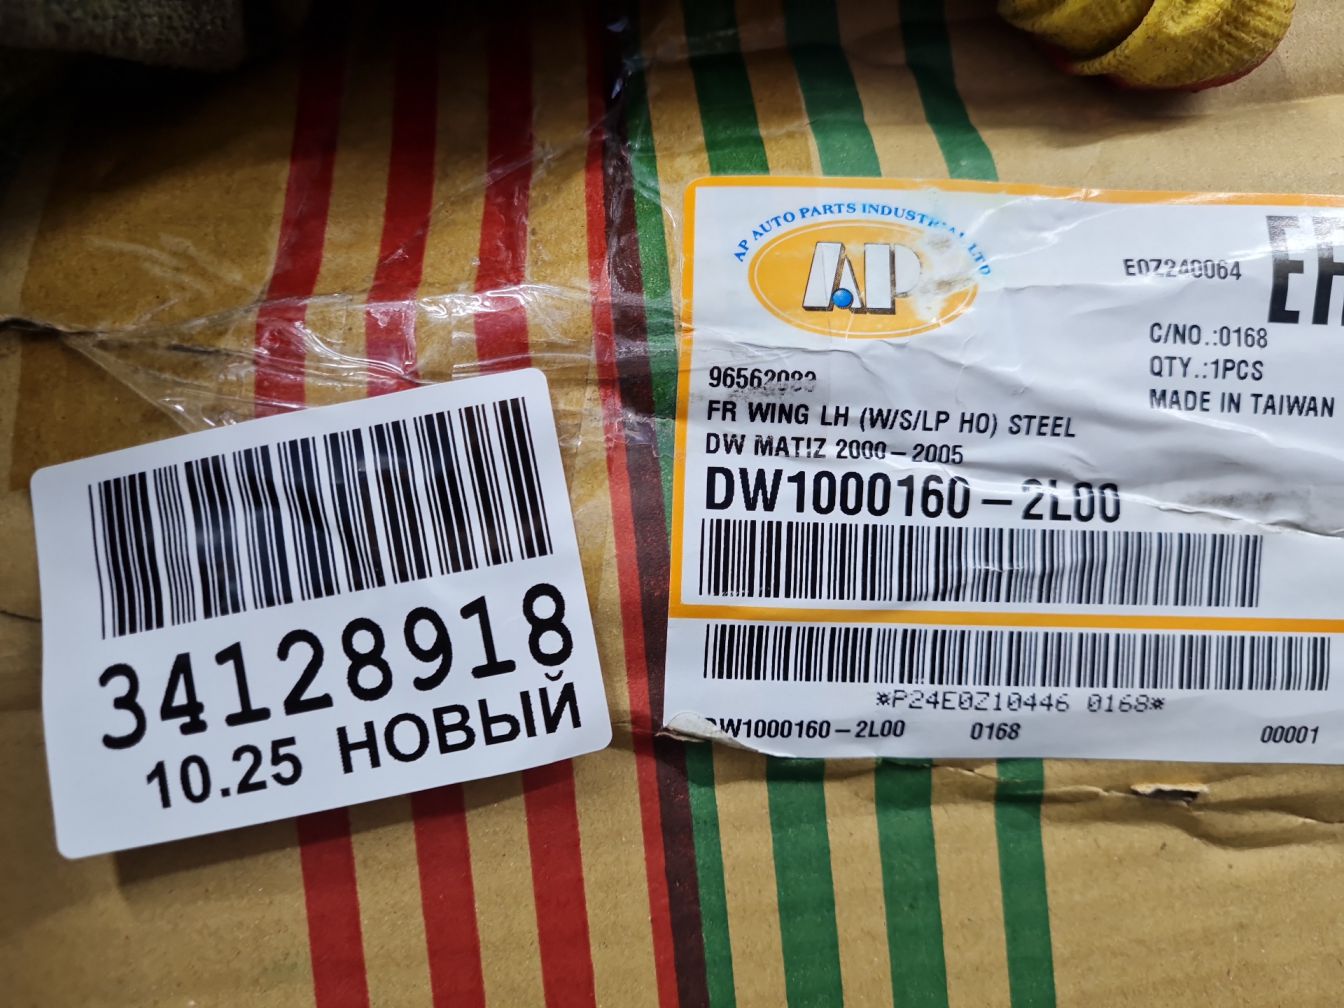 34128918
10.25 НОВЫЙ
AP AUTO PARTS INDUSTRIAL LTD
AP
E0Z240064
C/NO.:0168
QTY.:1PCS
MADE IN TAIWAN
FR WING LH (W/S/LP HO) STEEL
DW MATIZ 2000-2005
DW1000160-2L00
*P24E0Z10446 0168*
DW1000160-2L00 0168 00001